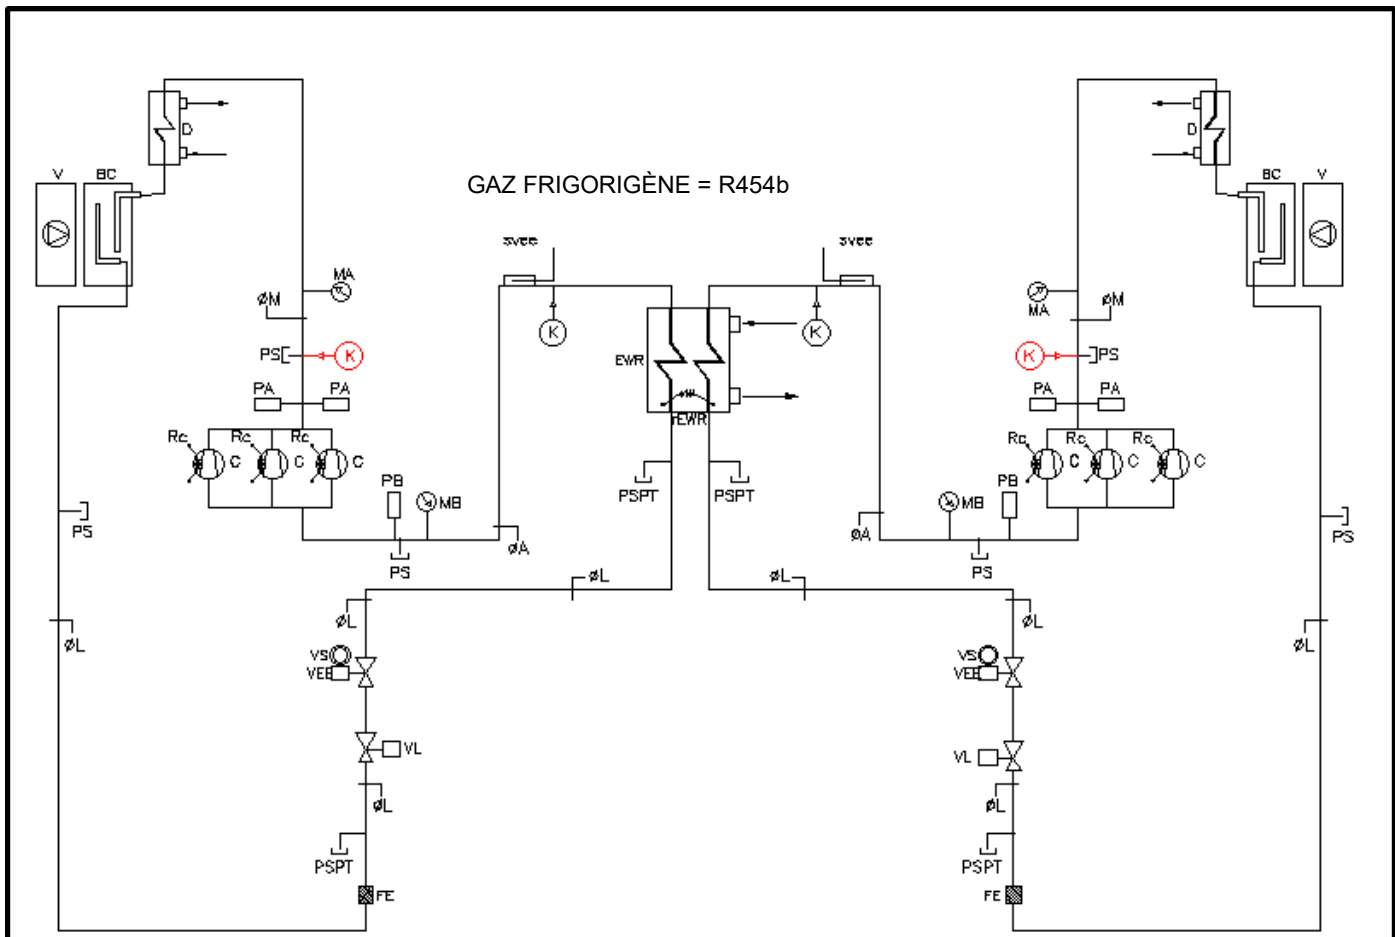 D
D
V
BC
BC
V
GAZ FRIGORIGÈNE = R454b
svee
svee
MA
MA
ØM
ØM
K
K
PS
K
EWR
K
PS
PA
PA
PA
PA
rEWR
Rc
Rc
Rc
Rc
Rc
Rc
C
C
C
C
C
C
PB
MB
PSPT
PSPT
MB
PB
PS
ØA
ØA
PS
PS
PS
ØL
ØL
ØL
ØL
ØL
ØL
VS
VS
VEE
VEE
VL
VL
ØL
ØL
PSPT
PSPT
FE
FE